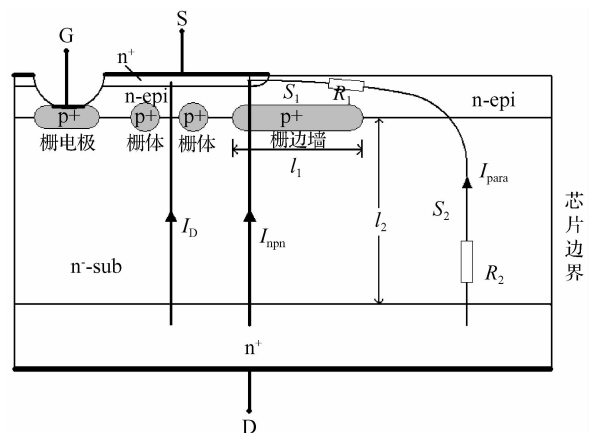 S
G
n+
n-epi
S1
R1
n-epi
p+
p+
p+
p+
栅电极
栅体
栅体
栅边墙
l1
Ipara
S2
l2
ID
Inpn
R2
n--sub
n+
D
芯片边界